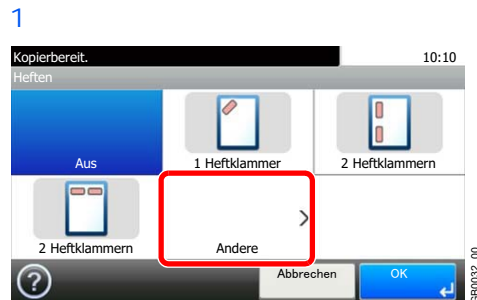 1
Kopierbereit. 10:10
Heften
Aus 1 Heftklammer 2 Heftklammern
2 Heftklammern Andere
? Abbrechen OK
GB0032_00